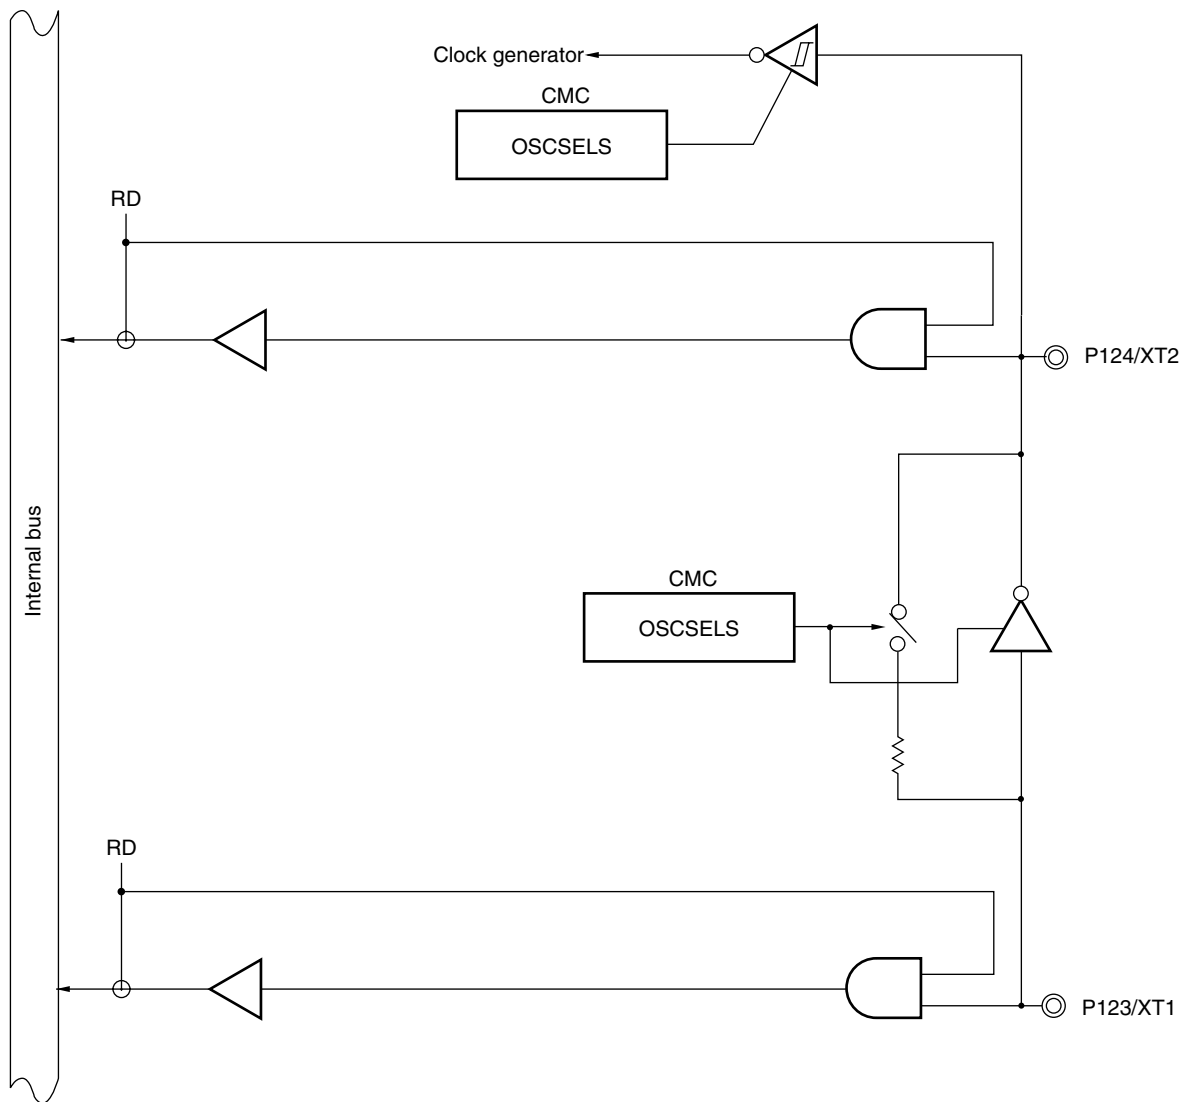 Clock generator
CMC
OSCSELS
RD
P124/XT2
Internal bus
CMC
OSCSELS
RD
P123/XT1